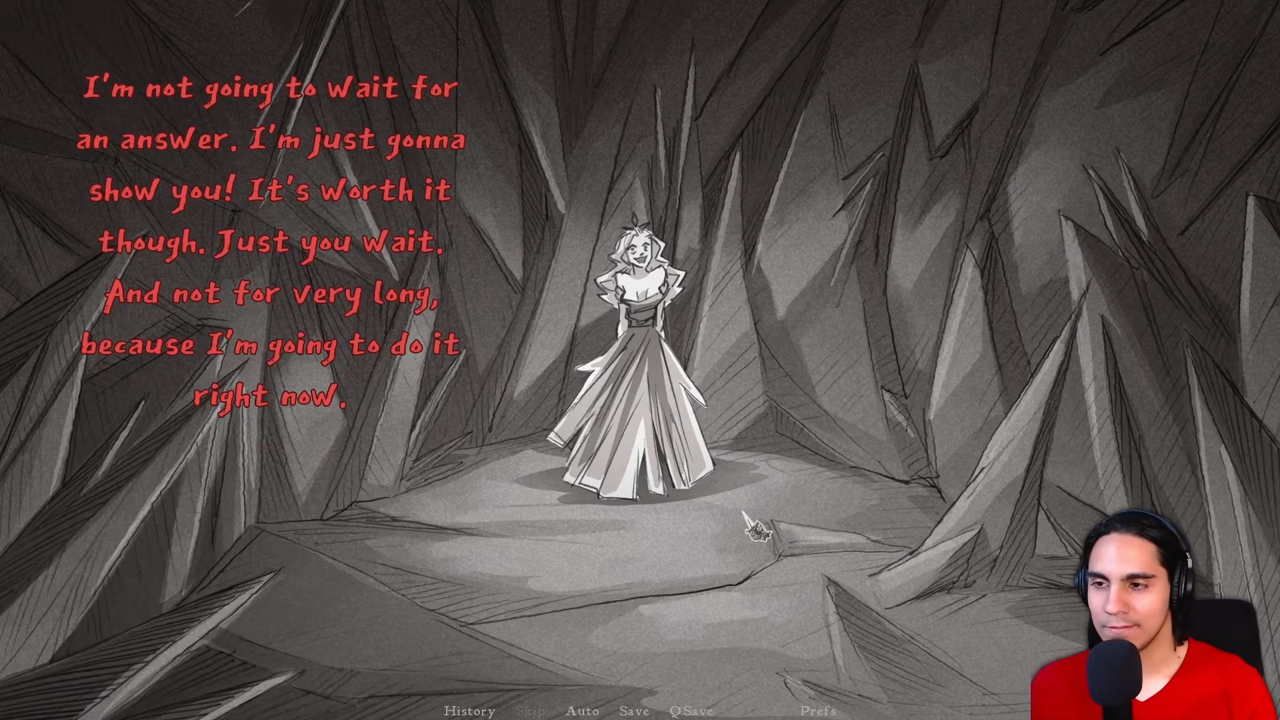 I'm not going to wait for
an answer. I'm just gonna
show you! It's worth it
though. Just you wait.
And not for very long,
because I'm going to do it
right now.
History Skip Auto Save Q.Save Prefs